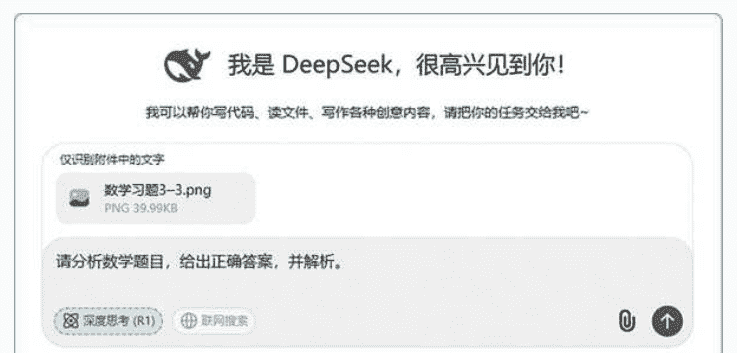 我是 DeepSeek，很高兴见到你！
我可以帮你写代码、读文件、写作各种创意内容，请把你的任务交给我吧~
仅识别附件中的文字
数学习题3-3.png
PNG 39.99KB
请分析数学题目，给出正确答案，并解析。
深度思考 (R1) 联网搜索